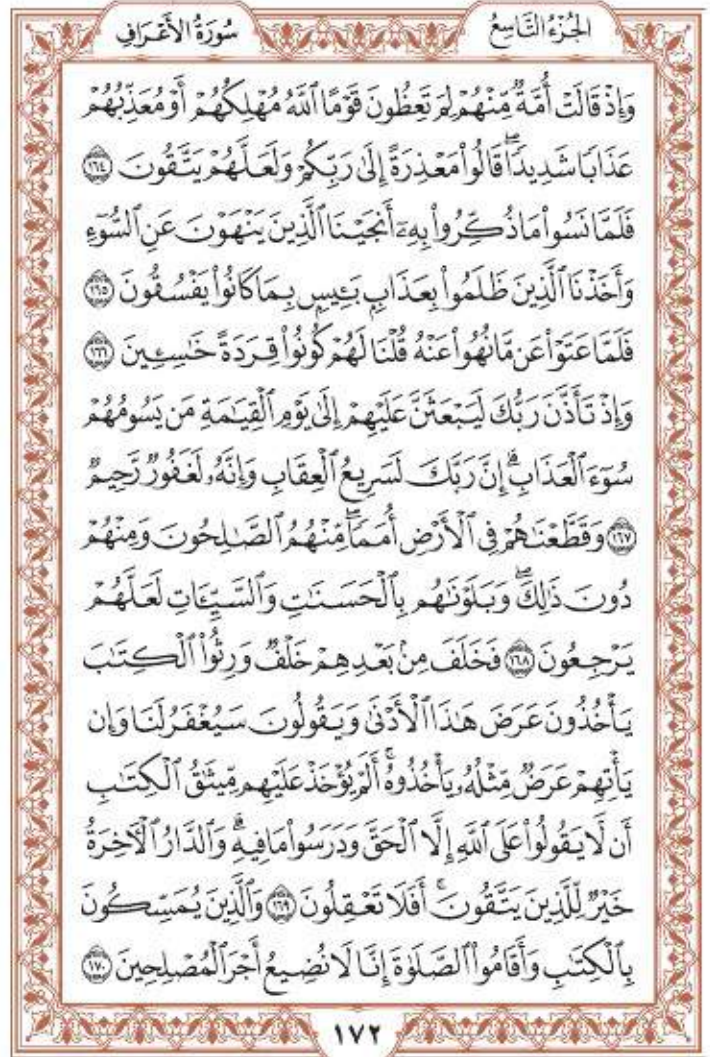 الجُزْءُ التَّاسِعُ
سُورَةُ الأَعْرَافِ
وَإِذْ قَالَتْ أُمَّةٌ مِّنْهُمْ لِمَ تَعِظُونَ قَوْمًا ٱللَّهُ مُهْلِكُهُمْ أَوْ مُعَذِّبُهُمْ
عَذَابًا شَدِيدًاۖ قَالُوا۟ مَعْذِرَةً إِلَىٰ رَبِّكُمْ وَلَعَلَّهُمْ يَتَّقُونَ ١٦٤
فَلَمَّا نَسُوا۟ مَا ذُكِّرُوا۟ بِهِۦٓ أَنجَيْنَا ٱلَّذِينَ يَنْهَوْنَ عَنِ ٱلسُّوٓءِ
وَأَخَذْنَا ٱلَّذِينَ ظَلَمُوا۟ بِعَذَابٍۭ بَـِٔيسٍۭ بِمَا كَانُوا۟ يَفْسُقُونَ ١٦٥
فَلَمَّا عَتَوْا۟ عَن مَّا نُهُوا۟ عَنْهُ قُلْنَا لَهُمْ كُونُوا۟ قِرَدَةً خَـٰسِـِٔينَ ١٦٦
وَإِذْ تَأَذَّنَ رَبُّكَ لَيَبْعَثَنَّ عَلَيْهِمْ إِلَىٰ يَوْمِ ٱلْقِيَـٰمَةِ مَن يَسُومُهُمْ
سُوٓءَ ٱلْعَذَابِۗ إِنَّ رَبَّكَ لَسَرِيعُ ٱلْعِقَابِۖ وَإِنَّهُۥ لَغَفُورٌ رَّحِيمٌ
١٦٧ وَقَطَّعْنَـٰهُمْ فِى ٱلْأَرْضِ أُمَمًاۖ مِّنْهُمُ ٱلصَّـٰلِحُونَ وَمِنْهُمْ
دُونَ ذَٰلِكَۖ وَبَلَوْنَـٰهُم بِٱلْحَسَنَـٰتِ وَٱلسَّيِّـَٔاتِ لَعَلَّهُمْ
يَرْجِعُونَ ١٦٨ فَخَلَفَ مِنۢ بَعْدِهِمْ خَلْفٌ وَرِثُوا۟ ٱلْكِتَـٰبَ
يَأْخُذُونَ عَرَضَ هَـٰذَا ٱلْأَدْنَىٰ وَيَقُولُونَ سَيُغْفَرُ لَنَا وَإِن
يَأْتِهِمْ عَرَضٌ مِّثْلُهُۥ يَأْخُذُوهُۚ أَلَمْ يُؤْخَذْ عَلَيْهِم مِّيثَـٰقُ ٱلْكِتَـٰبِ
أَن لَّا يَقُولُوا۟ عَلَى ٱللَّهِ إِلَّا ٱلْحَقَّ وَدَرَسُوا۟ مَا فِيهِۗ وَٱلدَّارُ ٱلْـَٔاخِرَةُ
خَيْرٌ لِّلَّذِينَ يَتَّقُونَۚ أَفَلَا تَعْقِلُونَ ١٦٩ وَٱلَّذِينَ يُمَسِّكُونَ
بِٱلْكِتَـٰبِ وَأَقَامُوا۟ ٱلصَّلَوٰةَ إِنَّا لَا نُضِيعُ أَجْرَ ٱلْمُصْلِحِينَ ١٧٠
١٧٢